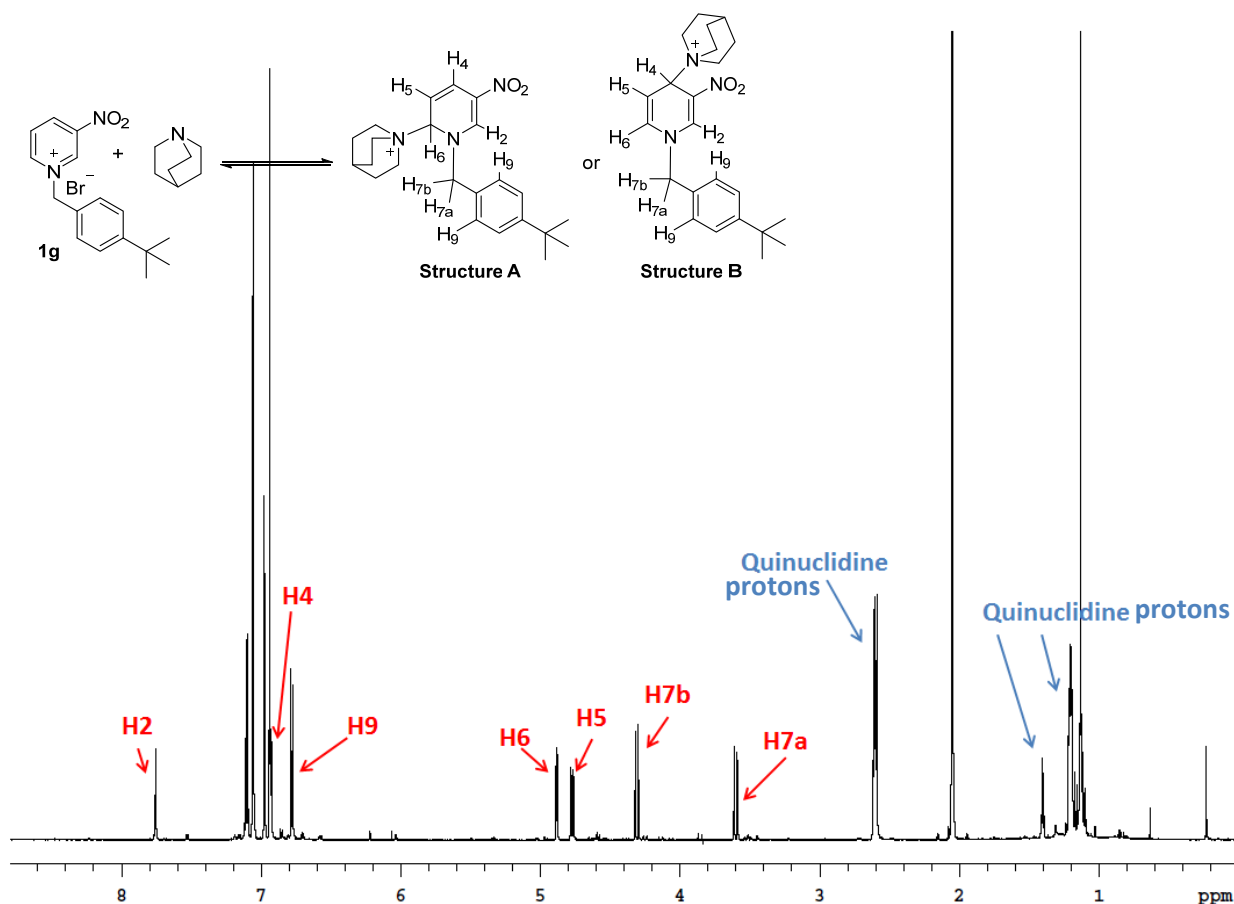 NO₂
+
N
N
+
Br⁻
1g
H₄
H₅
NO₂
N
+
N
H₂
H₆
H₇b
H₇a
H₉
H₉
Structure A
or
+
N
H₄
H₅
NO₂
H₆
N
H₂
H₇b
H₇a
H₉
H₉
Structure B
H2
H4
H9
H6
H5
H7b
H7a
Quinuclidine
protons
Quinuclidine protons
8 7 6 5 4 3 2 1 ppm